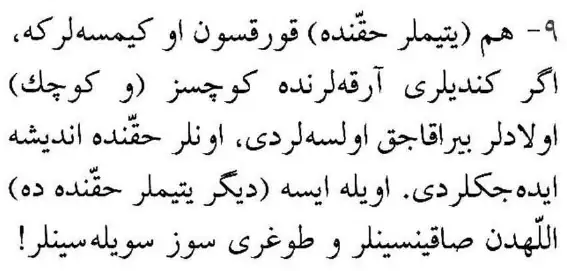 ٩- هم (يتيملر حقّنده) قورقسون او كيمسه‌لر كه،
اگر كنديلرى آرقه‌لرنده كوچسز (و كوچك)
اولادلر بيراقاجق اولسه‌لردى، اونلر حقّنده انديشه
ايده‌جكلردى. اويله ايسه (ديگر يتيملر حقّنده ده)
اللّٰهدن صاقينسينلر و طوغرى سوز سويله‌سينلر!